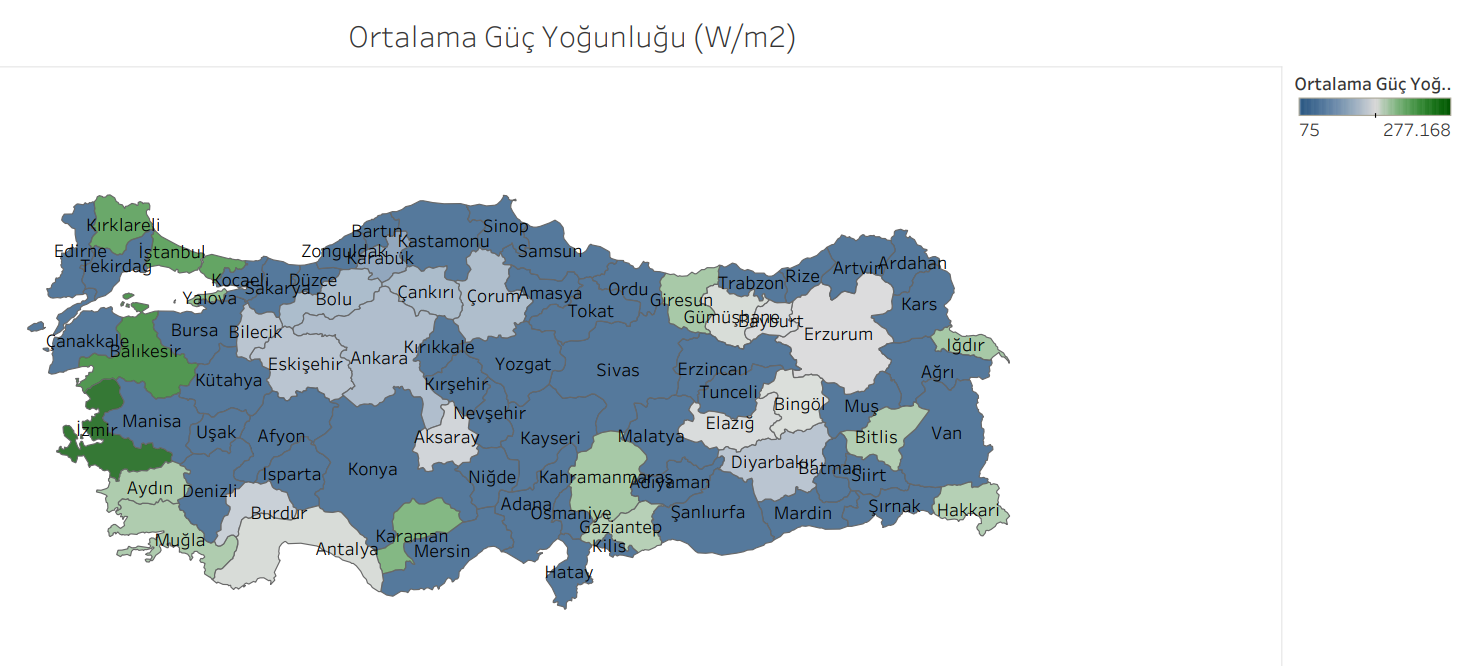 Ortalama Güç Yoğunluğu (W/m2)
Ortalama Güç Yoğ..
75
277.168
Kırklareli
Edirne
İstanbul
Tekirdağ
Kocaeli
Sakarya
Düzce
Yalova
Zonguldak
Bartın
Karabük
Kastamonu
Sinop
Samsun
Bolu
Çankırı
Çorum
Amasya
Ordu
Tokat
Giresun
Trabzon
Rize
Artvin
Ardahan
Gümüşhane
Bayburt
Kars
Erzurum
Iğdır
Çanakkale
Balıkesir
Bursa
Bilecik
Eskişehir
Ankara
Kırıkkale
Kütahya
Kırşehir
Yozgat
Sivas
Erzincan
Tunceli
Ağrı
İzmir
Manisa
Uşak
Afyon
Nevşehir
Aksaray
Kayseri
Malatya
Elazığ
Bingöl
Muş
Bitlis
Van
Diyarbakır
Batman
Siirt
Aydın
Denizli
Isparta
Konya
Niğde
Kahramanmaraş
Adıyaman
Burdur
Adana
Osmaniye
Şanlıurfa
Mardin
Şırnak
Hakkari
Muğla
Antalya
Karaman
Mersin
Gaziantep
Kilis
Hatay